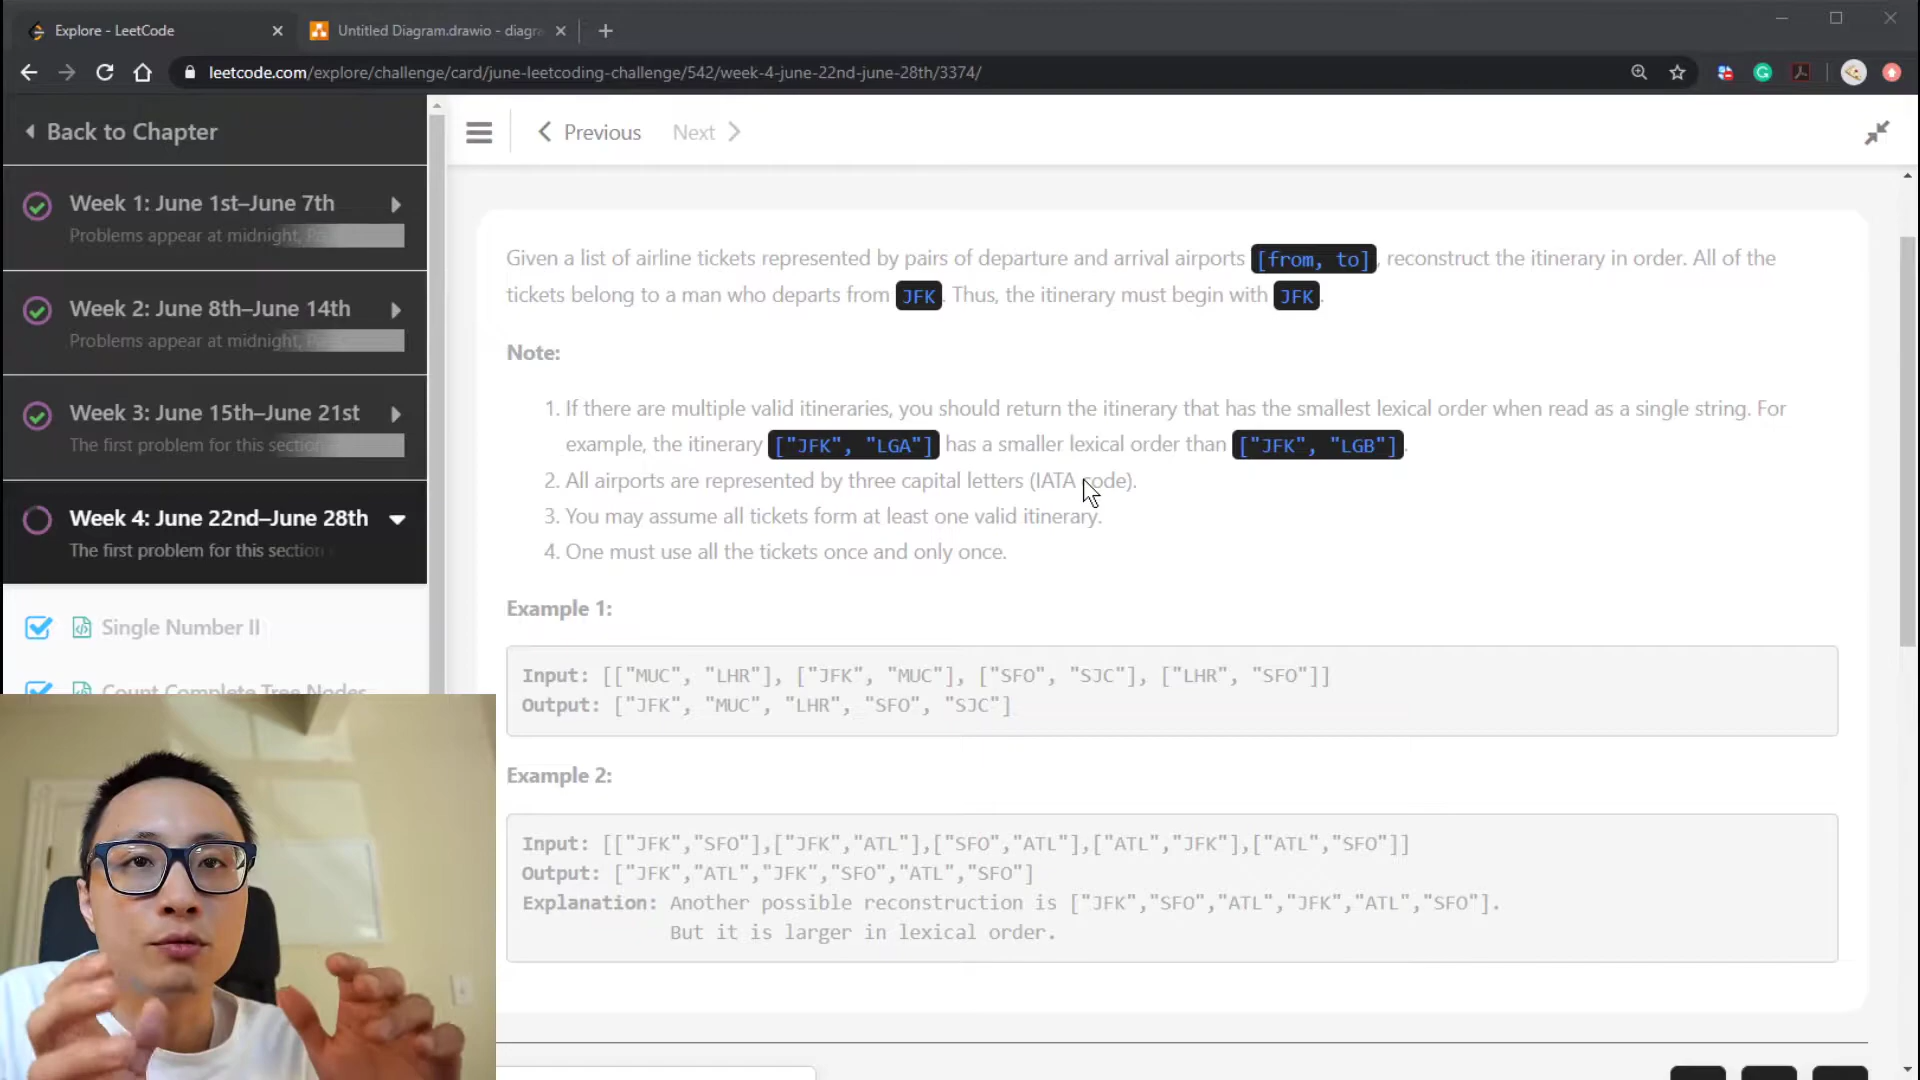 Explore - LeetCode
Untitled Diagram.drawio - diagra
leetcode.com/explore/challenge/card/june-leetcoding-challenge/542/week-4-june-22nd-june-28th/3374/
Back to Chapter
Previous
Next
Week 1: June 1st–June 7th
Problems appear at midnight,
Week 2: June 8th–June 14th
Problems appear at midnight,
Week 3: June 15th–June 21st
The first problem for this section
Week 4: June 22nd–June 28th
The first problem for this section
Single Number II
Count Complete Tree Nodes
Given a list of airline tickets represented by pairs of departure and arrival airports [from, to], reconstruct the itinerary in order. All of the
tickets belong to a man who departs from JFK. Thus, the itinerary must begin with JFK.
Note:
1. If there are multiple valid itineraries, you should return the itinerary that has the smallest lexical order when read as a single string. For
example, the itinerary ["JFK", "LGA"] has a smaller lexical order than ["JFK", "LGB"].
2. All airports are represented by three capital letters (IATA code).
3. You may assume all tickets form at least one valid itinerary.
4. One must use all the tickets once and only once.
Example 1:
Input: [["MUC", "LHR"], ["JFK", "MUC"], ["SFO", "SJC"], ["LHR", "SFO"]]
Output: ["JFK", "MUC", "LHR", "SFO", "SJC"]
Example 2:
Input: [["JFK","SFO"],["JFK","ATL"],["SFO","ATL"],["ATL","JFK"],["ATL","SFO"]]
Output: ["JFK","ATL","JFK","SFO","ATL","SFO"]
Explanation: Another possible reconstruction is ["JFK","SFO","ATL","JFK","ATL","SFO"].
But it is larger in lexical order.